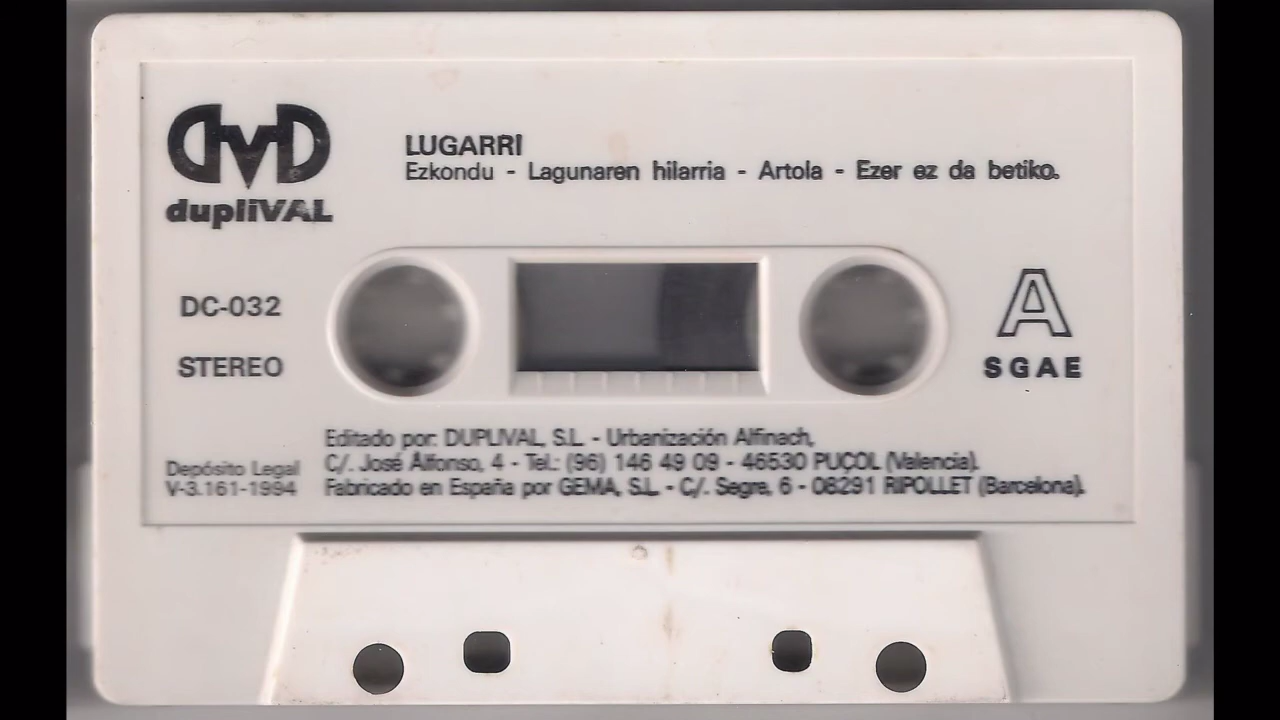 DVD
dupliVAL
LUGARRI
Ezkondu - Lagunaren hilarria - Artola - Ezer ez da betiko.
DC-032
STEREO
A
SGAE
Editado por: DUPLIVAL, S.L. - Urbanización Alfinach,
C/. José Alfonso, 4 - Tel.: (96) 146 49 09 - 46530 PUÇOL (Valencia).
Fabricado en España por GEMA, S.L. - C/. Segre, 6 - 08291 RIPOLLET (Barcelona).
Depósito Legal
V-3.161-1994